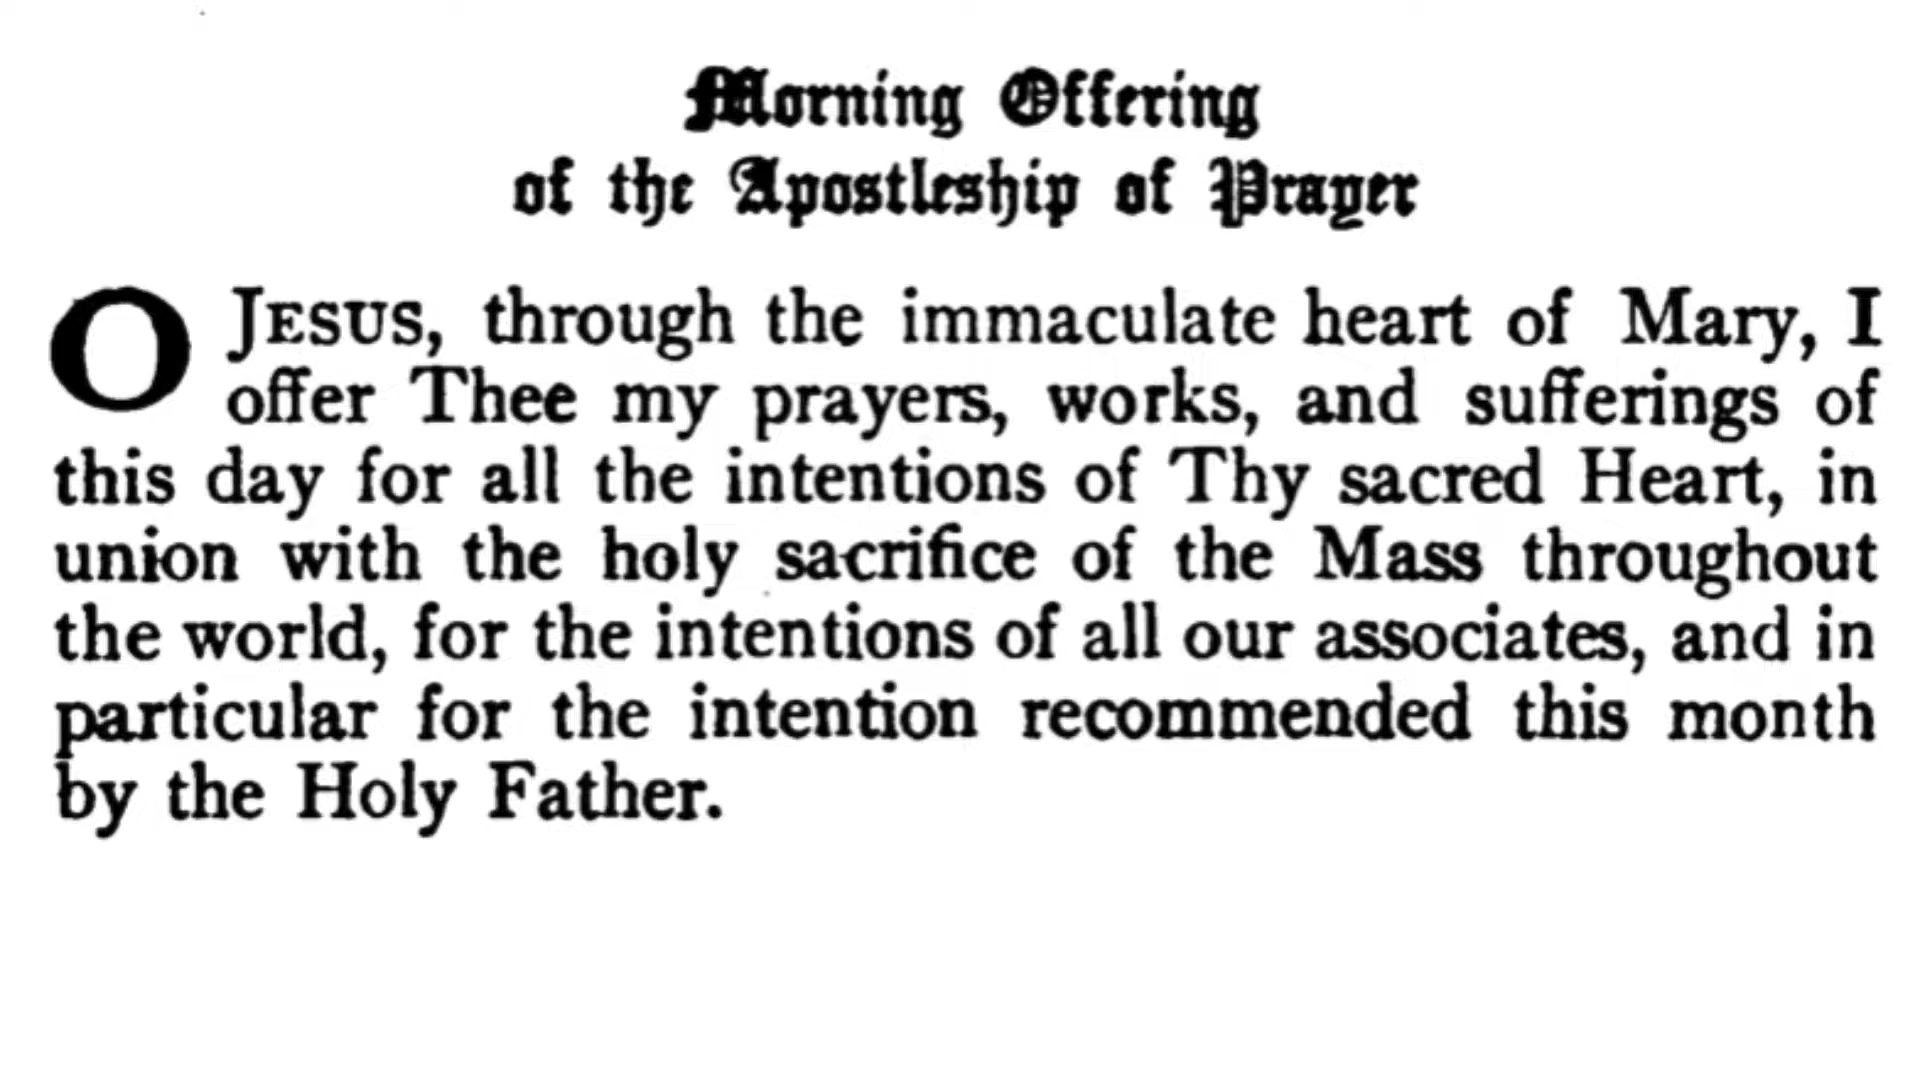 Morning Offering
of the Apostleship of Prayer
O JESUS, through the immaculate heart of Mary, I
offer Thee my prayers, works, and sufferings of
this day for all the intentions of Thy sacred Heart, in
union with the holy sacrifice of the Mass throughout
the world, for the intentions of all our associates, and in
particular for the intention recommended this month
by the Holy Father.